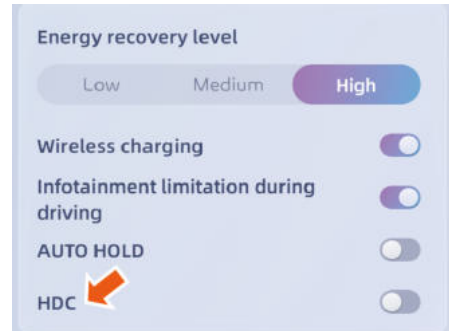 Energy recovery level
Low Medium High
Wireless charging
Infotainment limitation during
driving
AUTO HOLD
HDC